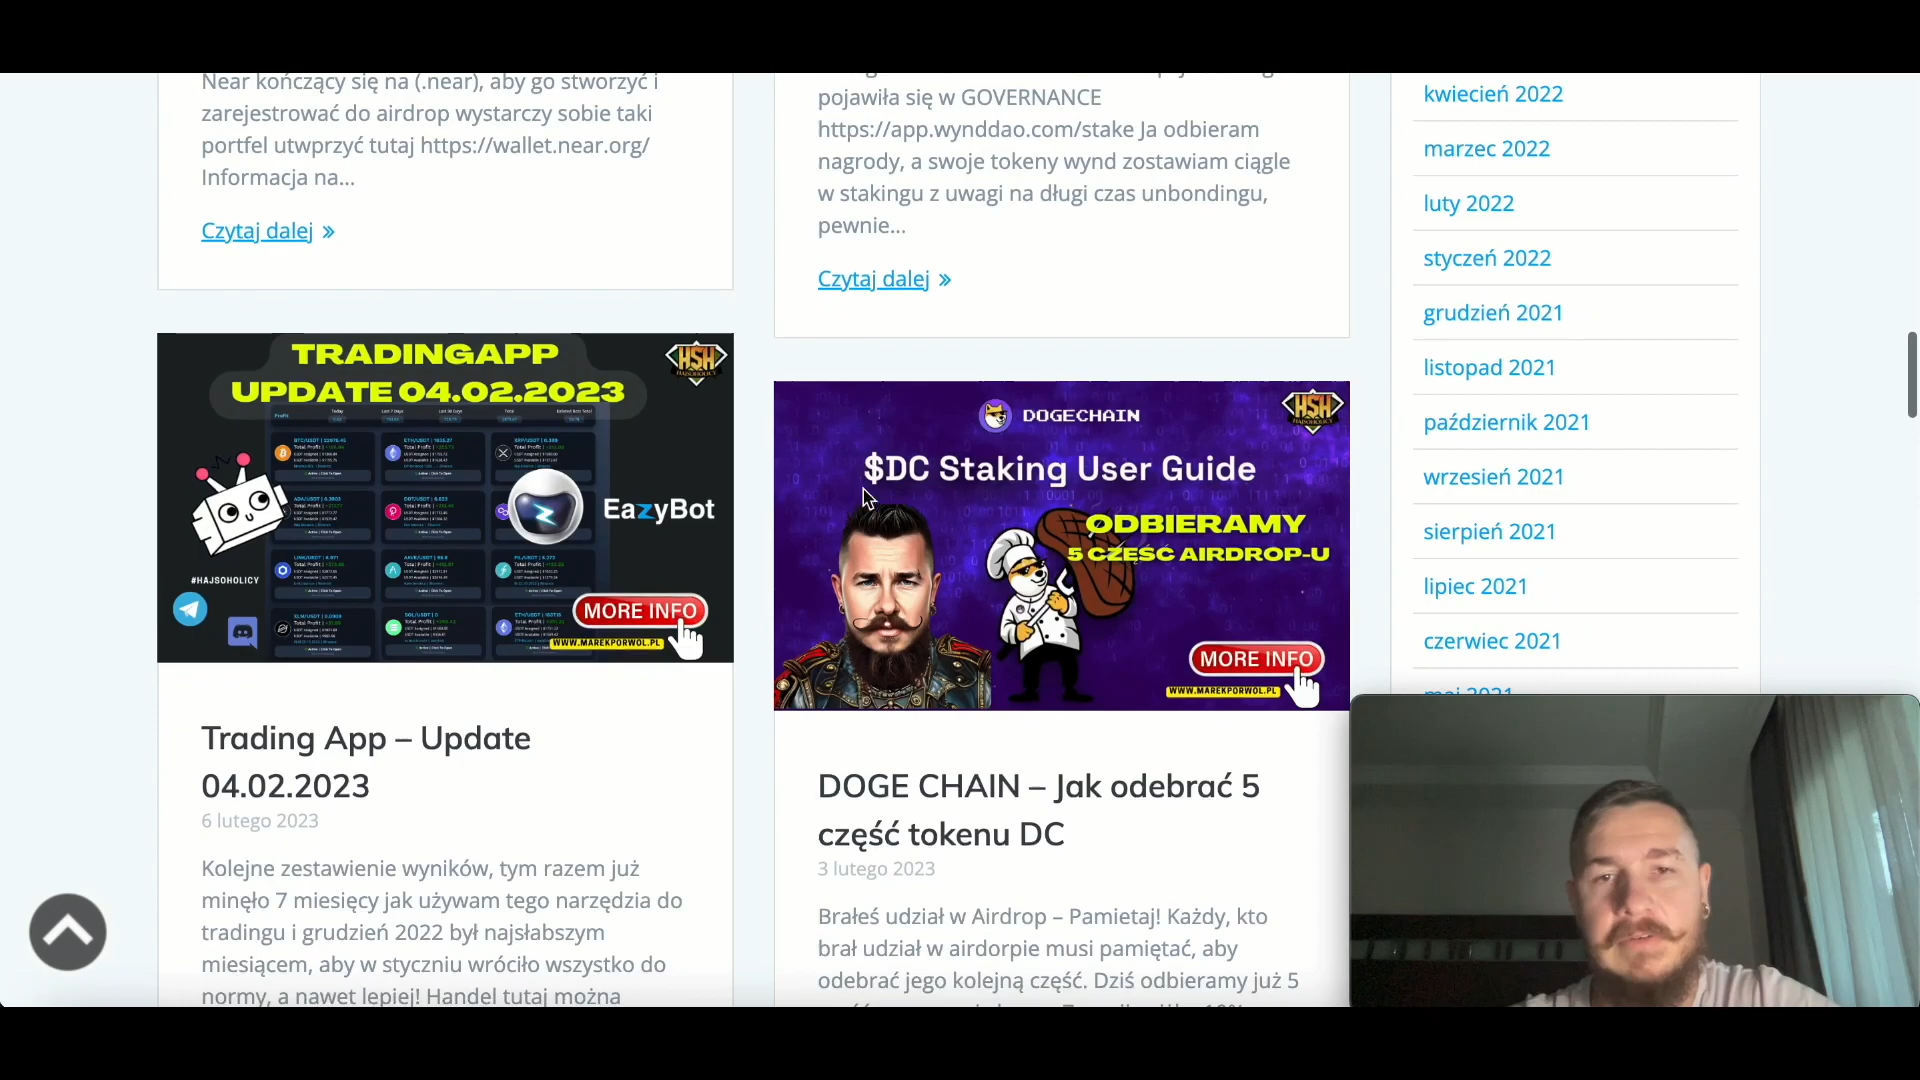 Near kończący się na (.near), aby go stworzyć i
zarejestrować do airdrop wystarczy sobie taki
portfel utwprzyć tutaj https://wallet.near.org/
Informacja na...
Czytaj dalej »
pojawiła się w GOVERNANCE
https://app.wynddao.com/stake Ja odbieram
nagrody, a swoje tokeny wynd zostawiam ciągle
w stakingu z uwagi na długi czas unbondingu,
pewnie...
Czytaj dalej »
TRADINGAPP
UPDATE 04.02.2023
HSH
HAJSOHOLICY
EazyBot
#HAJSOHOLICY
MORE INFO
WWW.MAREKPORWOL.PL
Trading App – Update
04.02.2023
6 lutego 2023
Kolejne zestawienie wyników, tym razem już
minęło 7 miesięcy jak używam tego narzędzia do
tradingu i grudzień 2022 był najsłabszym
miesiącem, aby w styczniu wróciło wszystko do
normy, a nawet lepiej! Handel tutaj można
DOGECHAIN
HSH
HAJSOHOLICY
$DC Staking User Guide
ODBIERAMY
5 CZĘŚĆ AIRDROP-U
MORE INFO
WWW.MAREKPORWOL.PL
DOGE CHAIN – Jak odebrać 5
część tokenu DC
3 lutego 2023
Brałeś udział w Airdrop – Pamietaj! Każdy, kto
brał udział w airdorpie musi pamiętać, aby
odebrać jego kolejną część. Dziś odbieramy już 5
kwiecień 2022
marzec 2022
luty 2022
styczeń 2022
grudzień 2021
listopad 2021
październik 2021
wrzesień 2021
sierpień 2021
lipiec 2021
czerwiec 2021
maj 2021